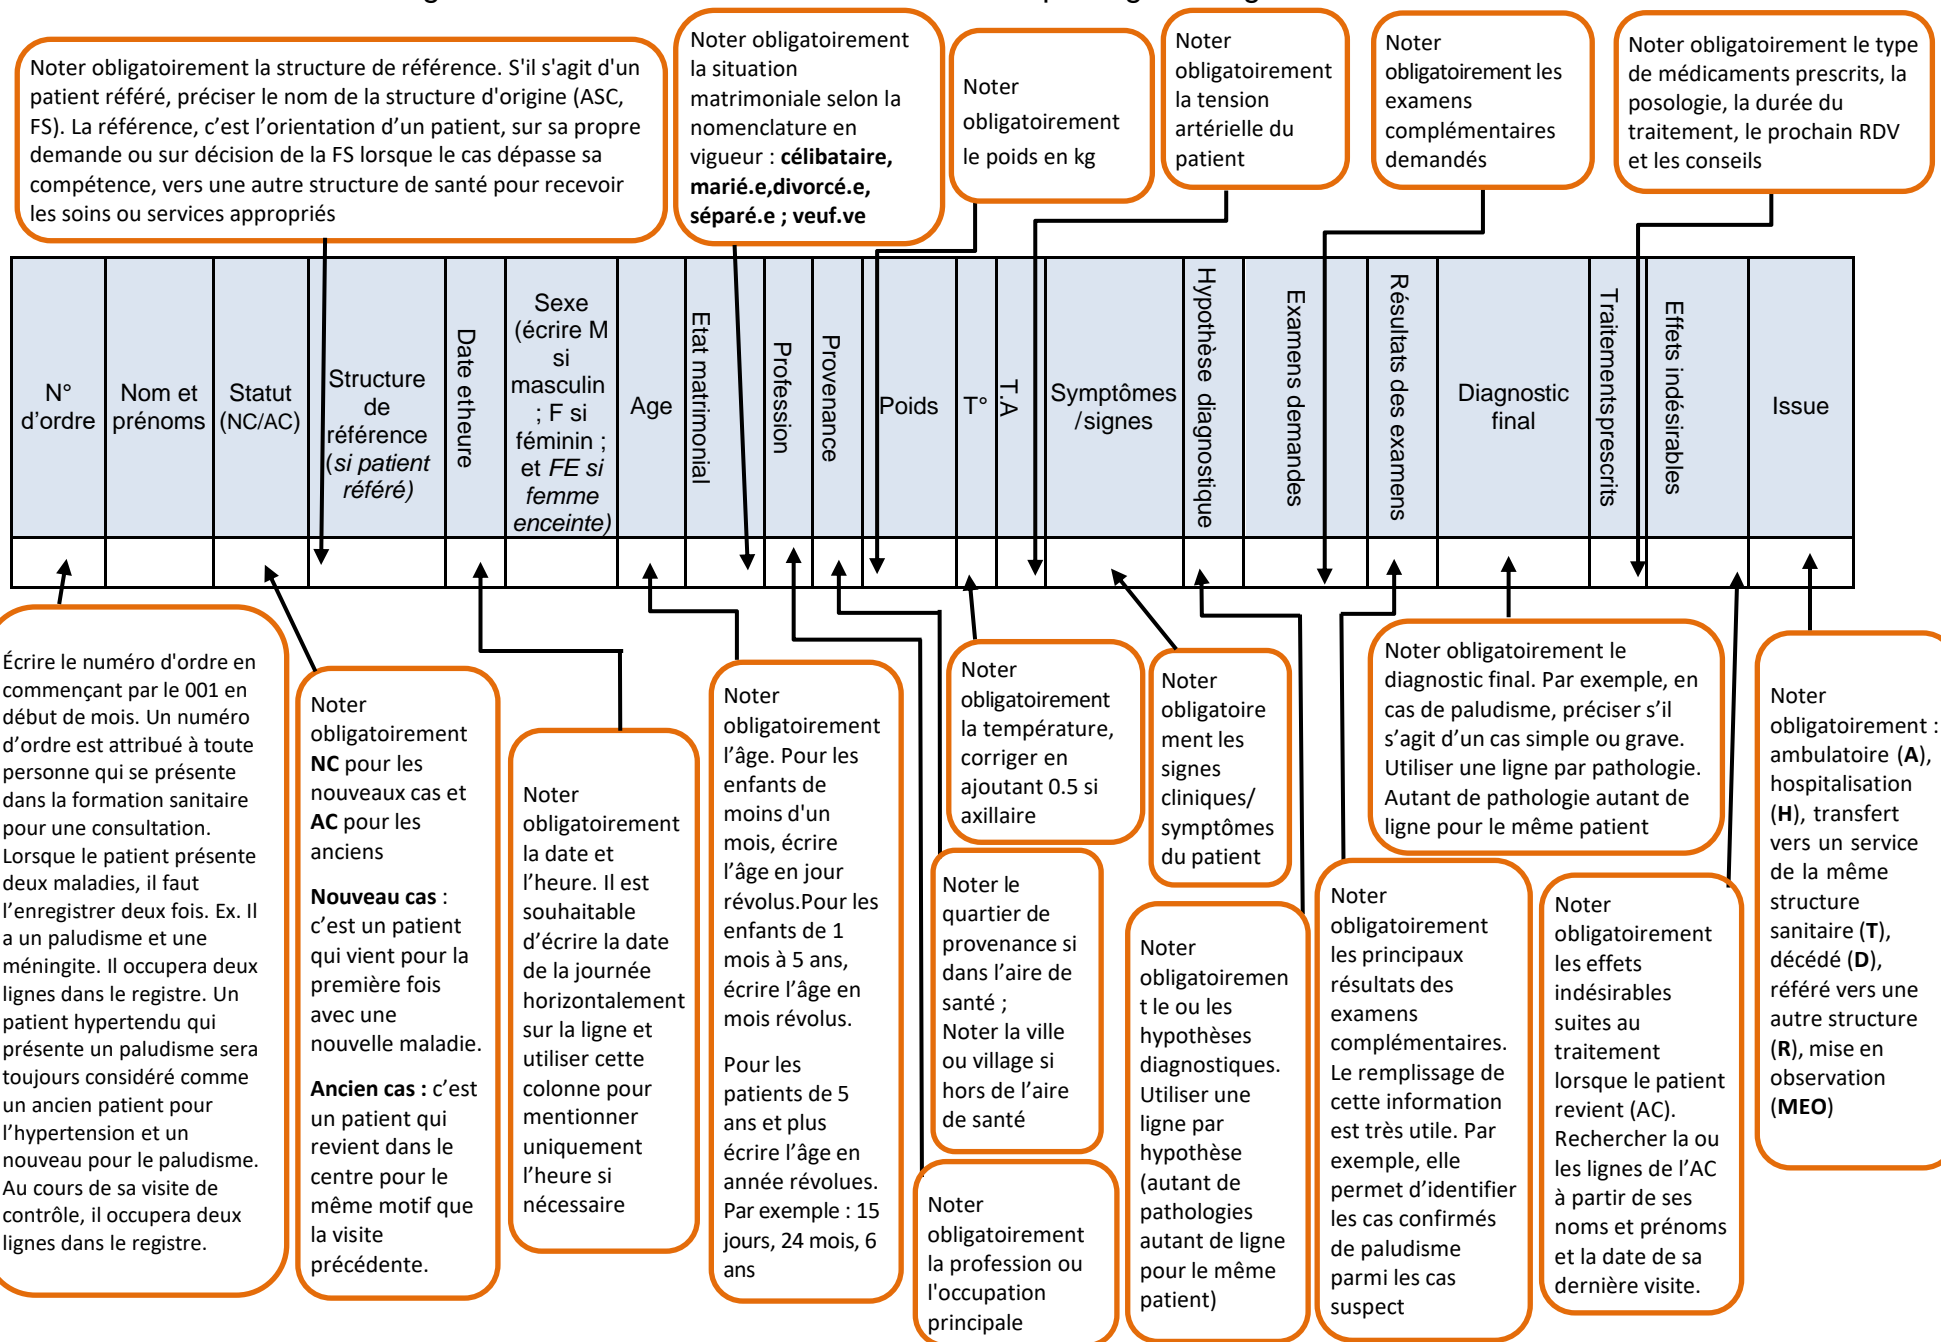 Noter obligatoirement la structure de référence. S'il s'agit d'un
patient référé, préciser le nom de la structure d'origine (ASC,
FS). La référence, c’est l’orientation d’un patient, sur sa propre
demande ou sur décision de la FS lorsque le cas dépasse sa
compétence, vers une autre structure de santé pour recevoir
les soins ou services appropriés
Noter obligatoirement
la situation
matrimoniale selon la
nomenclature en
vigueur : célibataire,
marié.e,divorcé.e,
séparé.e ; veuf.ve
Noter
obligatoirement
le poids en kg
Noter
obligatoirement
la tension
artérielle du
patient
Noter
obligatoirement les
examens
complémentaires
demandés
Noter obligatoirement le type
de médicaments prescrits, la
posologie, la durée du
traitement, le prochain RDV
et les conseils
N°
d’ordre
Nom et
prénoms
Statut
(NC/AC)
Structure
de
référence
(si patient
référé)
Date etheure
Sexe
(écrire M
si
masculin
; F si
féminin ;
et FE si
femme
enceinte)
Age
Etat matrimonial
Profession
Provenance
Poids
T°
T.A
Symptômes
/signes
Hypothèse diagnostique
Examens demandes
Résultats des examens
Diagnostic
final
Traitementsprescrits
Effets indésirables
Issue
Écrire le numéro d'ordre en
commençant par le 001 en
début de mois. Un numéro
d’ordre est attribué à toute
personne qui se présente
dans la formation sanitaire
pour une consultation.
Lorsque le patient présente
deux maladies, il faut
l’enregistrer deux fois. Ex. Il
a un paludisme et une
méningite. Il occupera deux
lignes dans le registre. Un
patient hypertendu qui
présente un paludisme sera
toujours considéré comme
un ancien patient pour
l’hypertension et un
nouveau pour le paludisme.
Au cours de sa visite de
contrôle, il occupera deux
lignes dans le registre.
Noter
obligatoirement
NC pour les
nouveaux cas et
AC pour les
anciens
Nouveau cas :
c’est un patient
qui vient pour la
première fois
avec une
nouvelle maladie.
Ancien cas : c’est
un patient qui
revient dans le
centre pour le
même motif que
la visite
précédente.
Noter
obligatoirement
la date et
l’heure. Il est
souhaitable
d’écrire la date
de la journée
horizontalement
sur la ligne et
utiliser cette
colonne pour
mentionner
uniquement
l’heure si
nécessaire
Noter
obligatoirement
l’âge. Pour les
enfants de
moins d'un
mois, écrire
l’âge en jour
révolus.Pour les
enfants de 1
mois à 5 ans,
écrire l’âge en
mois révolus.
Pour les
patients de 5
ans et plus
écrire l’âge en
année révolues.
Par exemple : 15
jours, 24 mois, 6
ans
Noter
obligatoirement
la température,
corriger en
ajoutant 0.5 si
axillaire
Noter le
quartier de
provenance si
dans l’aire de
santé ;
Noter la ville
ou village si
hors de l’aire
de santé
Noter
obligatoirement
la profession ou
l'occupation
principale
Noter
obligatoire
ment les
signes
cliniques/
symptômes
du patient
Noter
obligatoiremen
t le ou les
hypothèses
diagnostiques.
Utiliser une
ligne par
hypothèse
(autant de
pathologies
autant de ligne
pour le même
patient)
Noter obligatoirement le
diagnostic final. Par exemple, en
cas de paludisme, préciser s’il
s’agit d’un cas simple ou grave.
Utiliser une ligne par pathologie.
Autant de pathologie autant de
ligne pour le même patient
Noter
obligatoirement
les principaux
résultats des
examens
complémentaires.
Le remplissage de
cette information
est très utile. Par
exemple, elle
permet d’identifier
les cas confirmés
de paludisme
parmi les cas
suspect
Noter
obligatoirement
les effets
indésirables
suites au
traitement
lorsque le patient
revient (AC).
Rechercher la ou
les lignes de l’AC
à partir de ses
noms et prénoms
et la date de sa
dernière visite.
Noter
obligatoirement :
ambulatoire (A),
hospitalisation
(H), transfert
vers un service
de la même
structure
sanitaire (T),
décédé (D),
référé vers une
autre structure
(R), mise en
observation
(MEO)